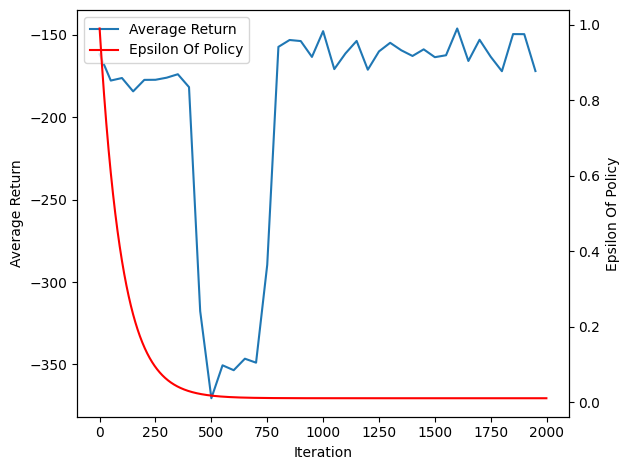 Average Return
Epsilon Of Policy
−150
−200
−250
−300
−350
Average Return
1.0
0.8
0.6
0.4
0.2
0.0
Epsilon Of Policy
0 250 500 750 1000 1250 1500 1750 2000
Iteration